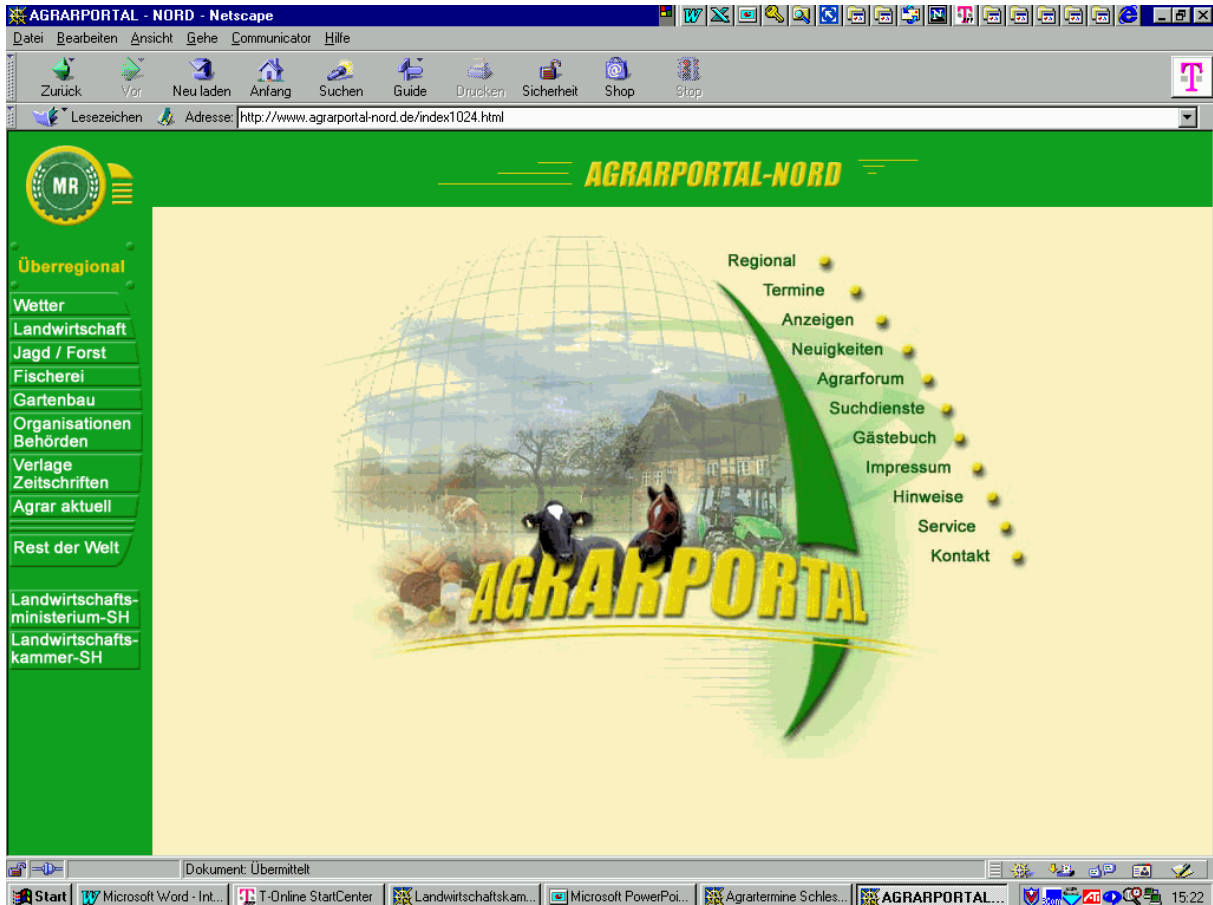 AGRARPORTAL - NORD - Netscape
Datei Bearbeiten Ansicht Gehe Communicator Hilfe
Zurück Vor Neu laden Anfang Suchen Guide Drucken Sicherheit Shop Stop
Lesezeichen Adresse: http://www.agrarportal-nord.de/index1024.html
MR
AGRARPORTAL-NORD
Überregional
Wetter
Landwirtschaft
Jagd / Forst
Fischerei
Gartenbau
Organisationen
Behörden
Verlage
Zeitschriften
Agrar aktuell
Rest der Welt
Landwirtschafts-
ministerium-SH
Landwirtschafts-
kammer-SH
Regional
Termine
Anzeigen
Neuigkeiten
Agrarforum
Suchdienste
Gästebuch
Impressum
Hinweise
Service
Kontakt
AGRARPORTAL
Dokument: Übermittelt
Start Microsoft Word - Int... T-Online StartCenter Landwirtschaftskam... Microsoft PowerPoi... Agrartermine Schles... AGRARPORTAL... 15:22